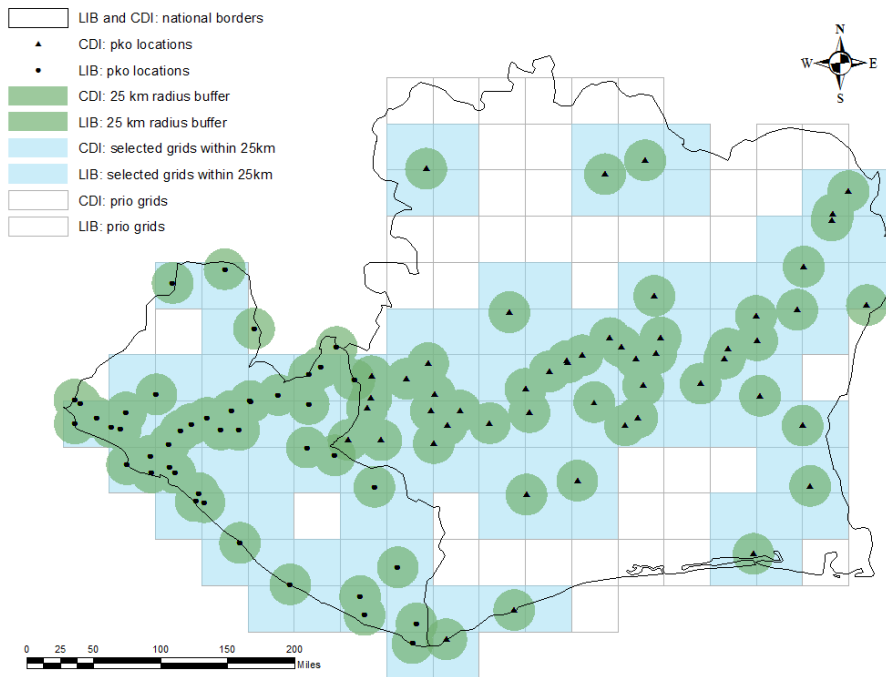 LIB and CDI: national borders
CDI: pko locations
LIB: pko locations
CDI: 25 km radius buffer
LIB: 25 km radius buffer
CDI: selected grids within 25km
LIB: selected grids within 25km
CDI: prio grids
LIB: prio grids
N
W E
S
0 25 50 100 150 200
Miles